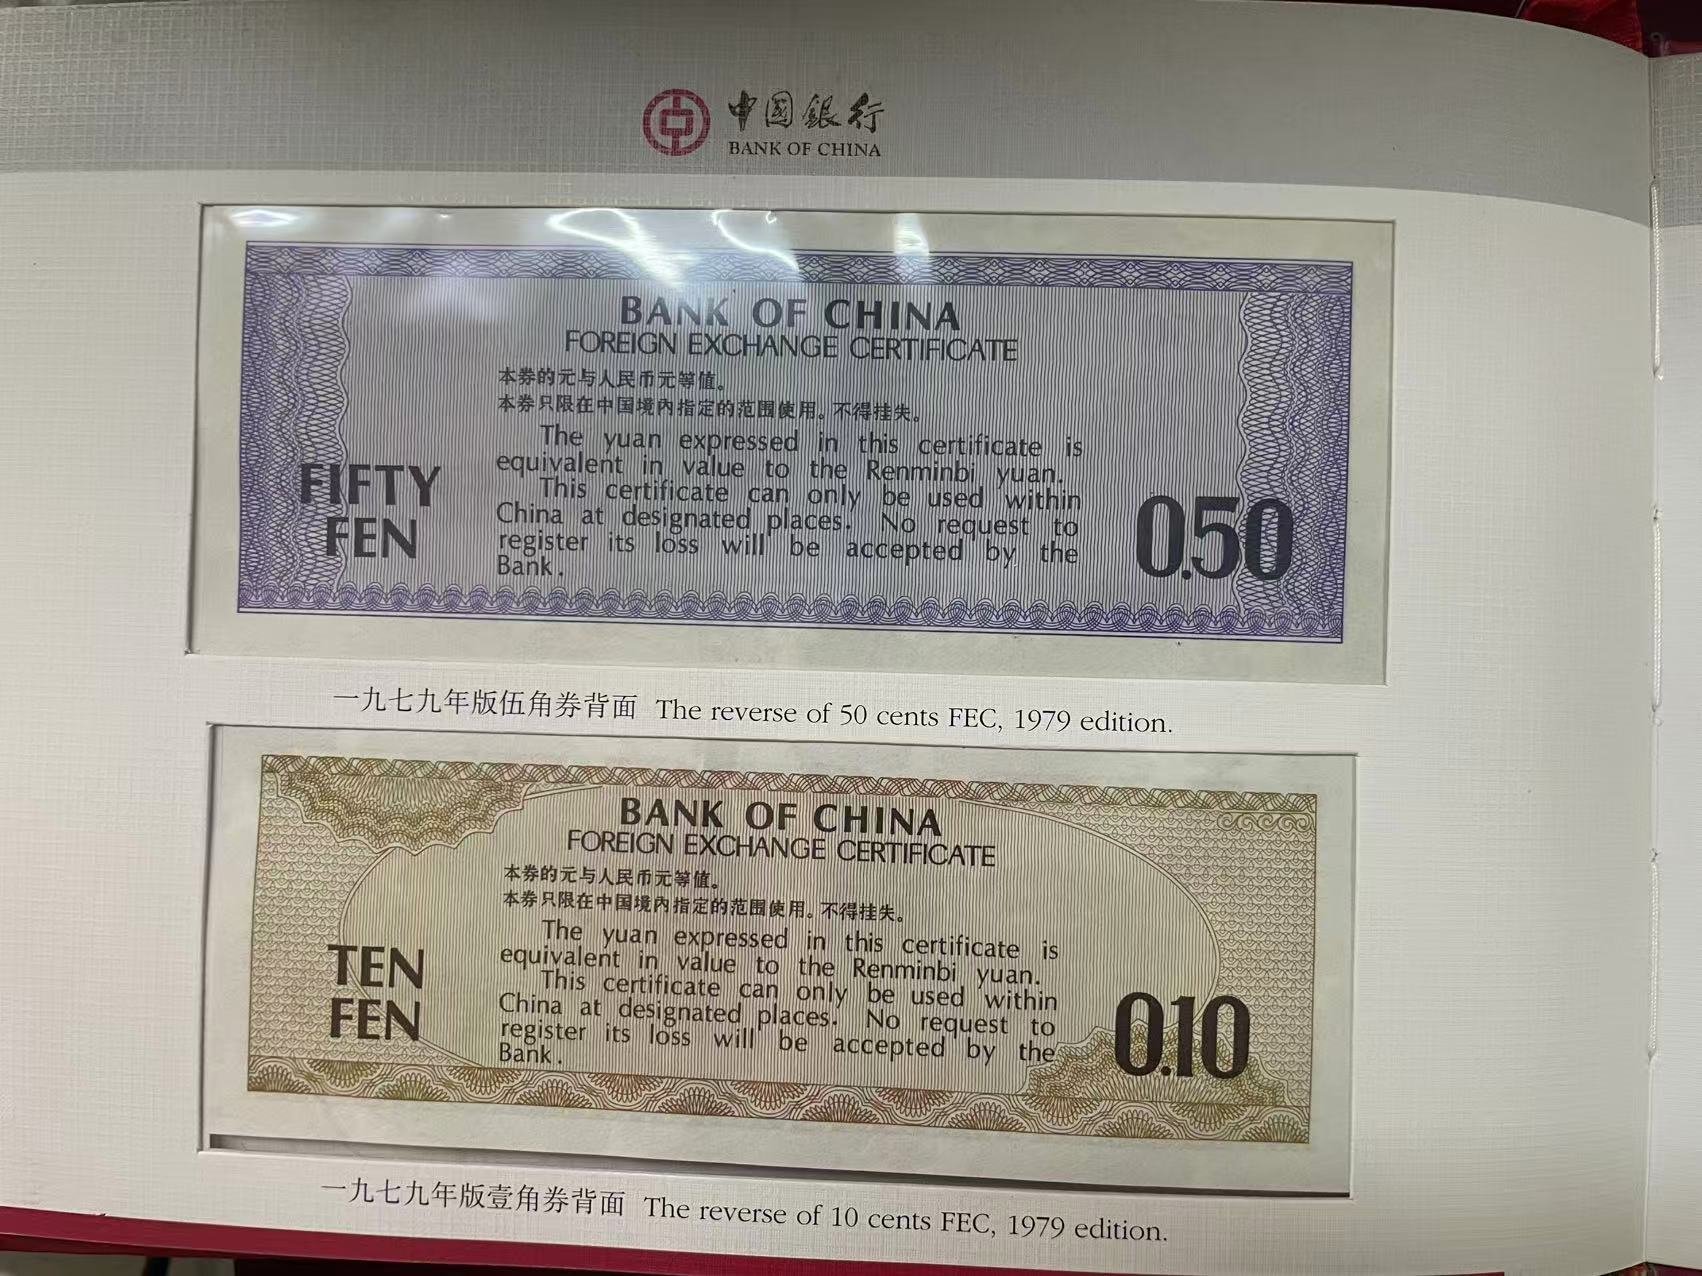 中国銀行
BANK OF CHINA
BANK OF CHINA
FOREIGN EXCHANGE CERTIFICATE
本券的元与人民币元等值。
本券只限在中国境内指定的范围使用。不得挂失。
The yuan expressed in this certificate is
equivalent in value to the Renminbi yuan.
This certificate can only be used within
China at designated places. No request to
register its loss will be accepted by the
Bank.
FIFTY
FEN
0.50
一九七九年版伍角券背面 The reverse of 50 cents FEC, 1979 edition.
BANK OF CHINA
FOREIGN EXCHANGE CERTIFICATE
本券的元与人民币元等值。
本券只限在中国境内指定的范围使用。不得挂失。
The yuan expressed in this certificate is
equivalent in value to the Renminbi yuan.
This certificate can only be used within
China at designated places. No request to
register its loss will be accepted by the
Bank.
TEN
FEN
0.10
一九七九年版壹角券背面 The reverse of 10 cents FEC, 1979 edition.